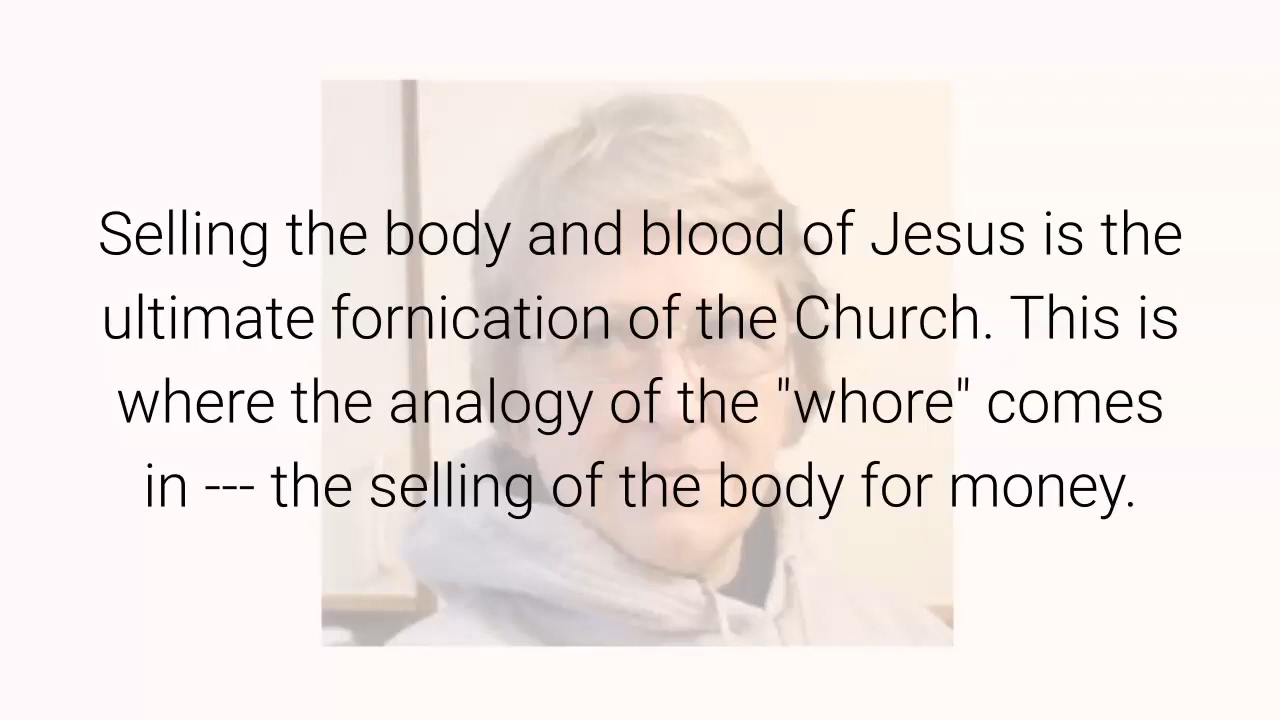 Selling the body and blood of Jesus is the
ultimate fornication of the Church. This is
where the analogy of the "whore" comes
in --- the selling of the body for money.